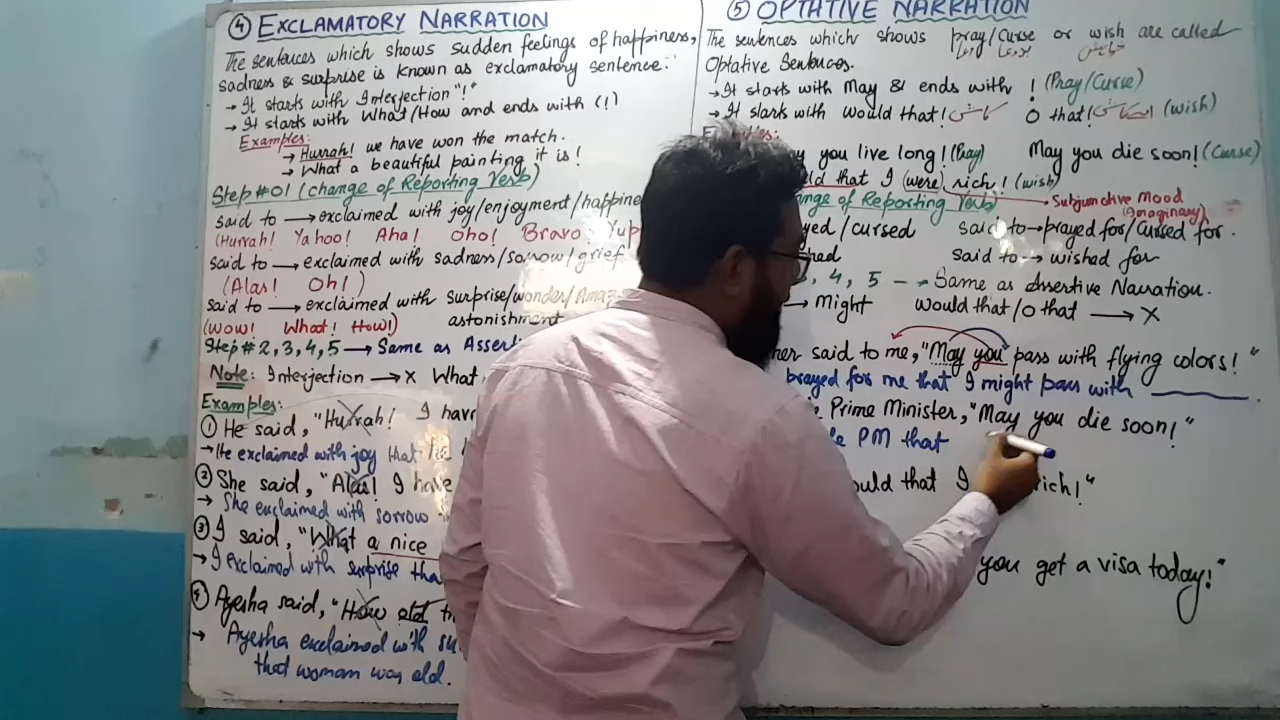 ④ EXCLAMATORY NARRATION
The sentences which shows sudden feelings of happiness,
sadness & surprise is known as exclamatory sentence.
→ It starts with Interjection "!"
→ It starts with What/How and ends with (!)
Examples:
→ Hurrah! we have won the match.
→ What a beautiful painting it is!
Step #01 (change of Reporting Verb)
said to → exclaimed with joy/enjoyment/happine
(Hurrah! Yahoo! Aha! Oho! Bravo! Yup
said to → exclaimed with sadness/sorrow/grief
(Alas! Oh!)
said to → exclaimed with surprise/wonder/Amaz
(Wow! What! How!) astonishment
Step # 2, 3, 4, 5 → Same as Assert
Note: Interjection → X What
Examples:
① He said, "Hurrah! I hav
→ He exclaimed with joy that he
② She said, "Alas! I have
→ She exclaimed with sorrow
③ I said, "What a nice
→ I exclaimed with surprise tha
④ Ayesha said, "How old th
→ Ayesha exclaimed with su
that woman was old.
⑤ OPTATIVE NARRATION
The sentences which shows pray/curse or wish are called
Optative Sentences.
→ It starts with May & ends with ! (Pray/Curse)
→ It starts with Would that! کاش O that! (wish)
y you live long! (Pray) May you die soon! (Curse)
ld that I (were) rich! (wish)
nge of Reporting Verb) → Subjunctive Mood
(Imaginary)
yed/cursed said to → prayed for/cursed for.
hed said to → wished for
, 4, 5 → Same as Assertive Narration.
→ Might would that/O that → X
her said to me, "May you pass with flying colors!"
prayed for me that I might pass with
Prime Minister, "May you die soon!"
PM that
ould that I rich!"
you get a visa today!"